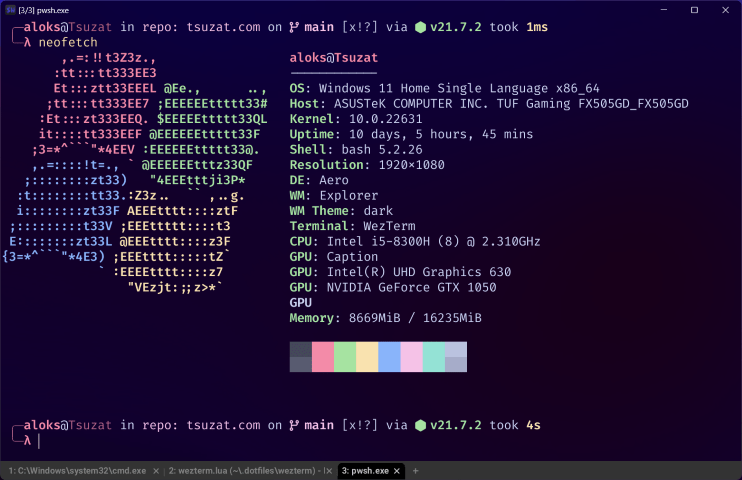 [3/3] pwsh.exe
aloks@Tsuzat in repo: tsuzat.com on main [x!?] via v21.7.2 took 1ms
λ neofetch
,.=:!!t3Z3z.,
:tt:::tt333EE3
Et:::ztt33EEEL @Ee., ..,
;tt:::tt333EE7 ;EEEEEEttttt33#
:Et:::zt333EEQ. $EEEEEttttt33QL
it::::tt333EEF @EEEEEEttttt33F
;3=*^```"*4EEV :EEEEEEttttt33@.
,.=::::!t=., ` @EEEEEEtttz33QF
;::::::::zt33) "4EEEtttji3P*
:t::::::::tt33.:Z3z.. `` ,..g.
i::::::::zt33F AEEEtttt::::ztF
;:::::::::t33V ;EEEttttt::::t3
E::::::::zt33L @EEEtttt::::z3F
{3=*^```"*4E3) ;EEEtttt:::::tZ`
` :EEEEtttt::::z7
"VEzjt:;;z>*`
aloks@Tsuzat
------------
OS: Windows 11 Home Single Language x86_64
Host: ASUSTeK COMPUTER INC. TUF Gaming FX505GD_FX505GD
Kernel: 10.0.22631
Uptime: 10 days, 5 hours, 45 mins
Shell: bash 5.2.26
Resolution: 1920×1080
DE: Aero
WM: Explorer
WM Theme: dark
Terminal: WezTerm
CPU: Intel i5-8300H (8) @ 2.310GHz
GPU: Caption
GPU: Intel(R) UHD Graphics 630
GPU: NVIDIA GeForce GTX 1050
GPU
Memory: 8669MiB / 16235MiB
aloks@Tsuzat in repo: tsuzat.com on main [x!?] via v21.7.2 took 4s
λ
1: C:\Windows\system32\cmd.exe × 2: wezterm.lua (~\.dotfiles\wezterm) - × 3: pwsh.exe × +